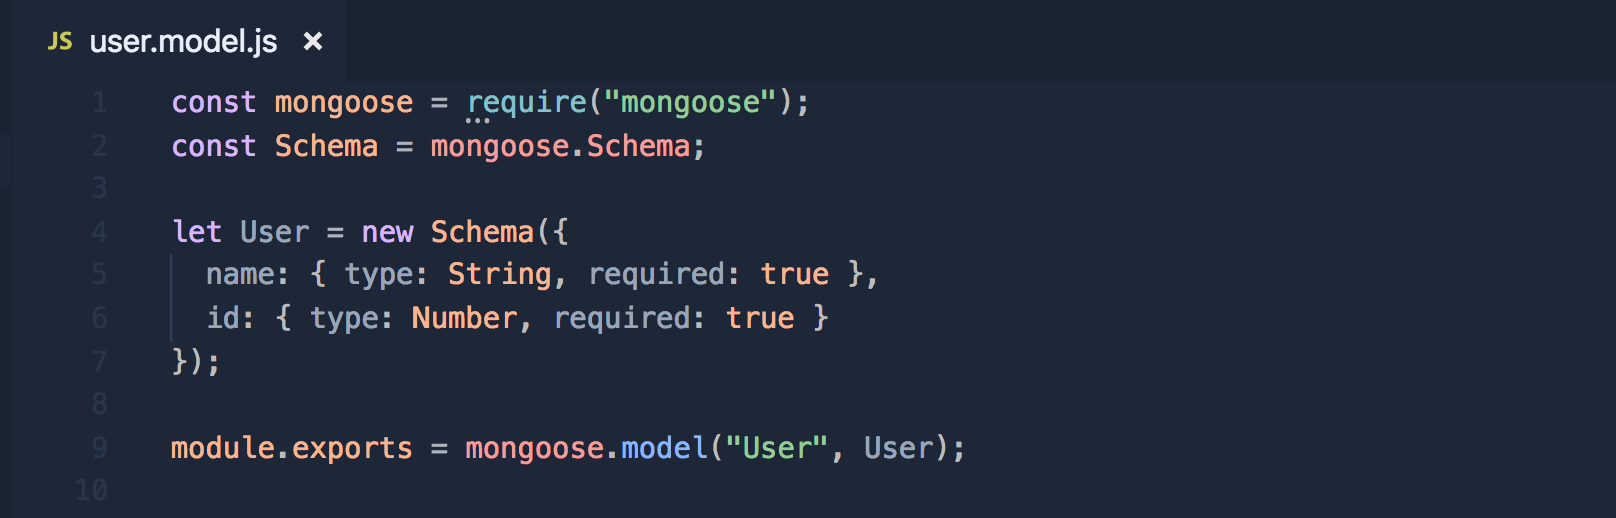 JS user.model.js ×
1 const mongoose = require("mongoose");
2 const Schema = mongoose.Schema;
3
4 let User = new Schema({
5   name: { type: String, required: true },
6   id: { type: Number, required: true }
7 });
8
9 module.exports = mongoose.model("User", User);
10